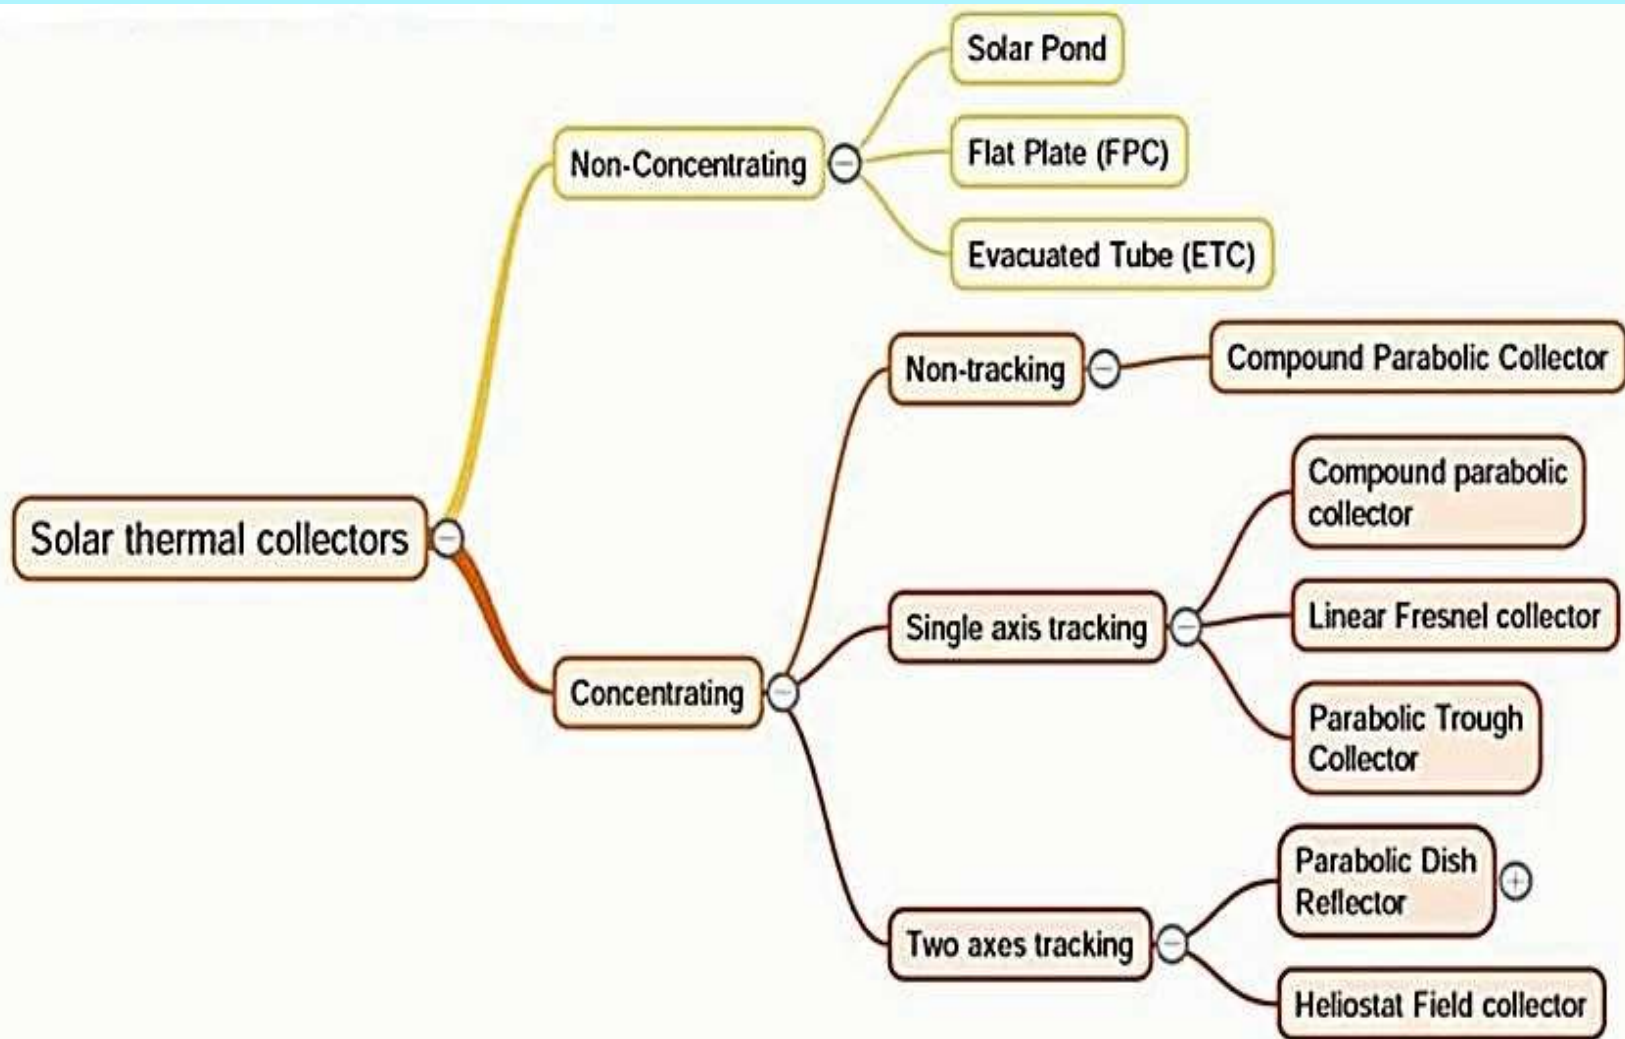 Solar Pond
Flat Plate (FPC)
Non-Concentrating
Evacuated Tube (ETC)
Non-tracking
Compound Parabolic Collector
Compound parabolic
collector
Solar thermal collectors
Single axis tracking
Linear Fresnel collector
Concentrating
Parabolic Trough
Collector
Parabolic Dish
Reflector
Two axes tracking
Heliostat Field collector